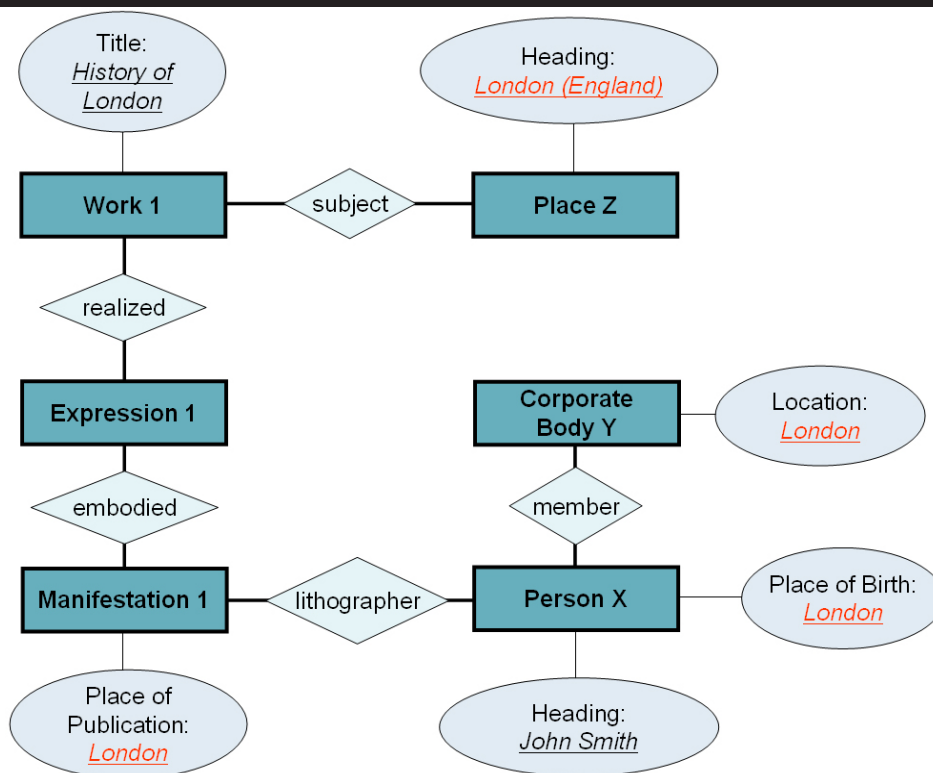 Title:
History of
London
Heading:
London (England)
Work 1
subject
Place Z
realized
Expression 1
Corporate
Body Y
Location:
London
embodied
member
Manifestation 1
lithographer
Person X
Place of Birth:
London
Place of
Publication:
London
Heading:
John Smith